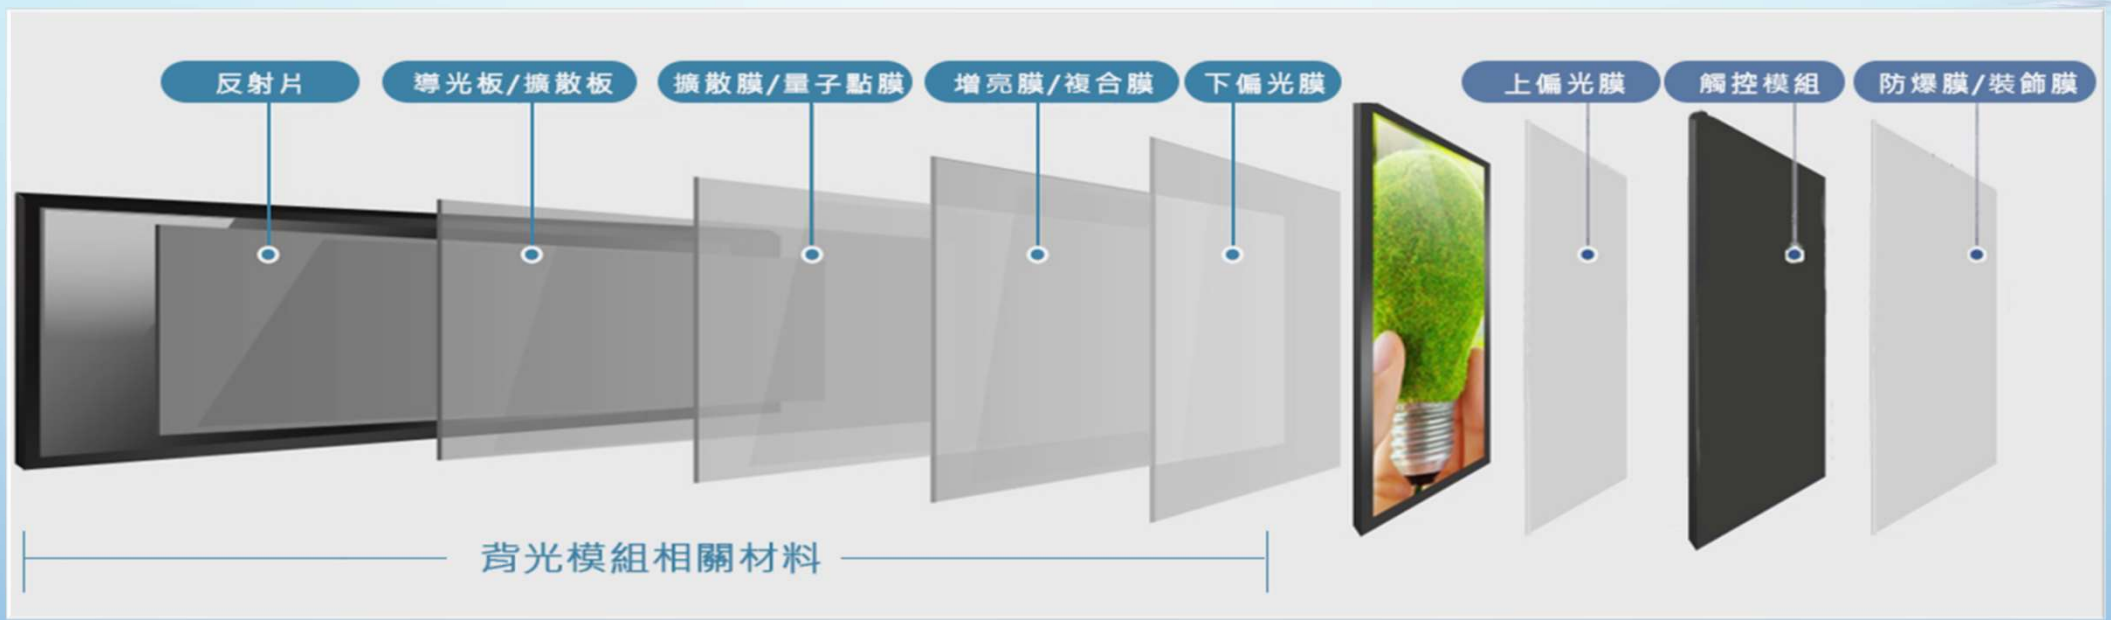 反射片
導光板/擴散板
擴散膜/量子點膜
增亮膜/複合膜
下偏光膜
上偏光膜
觸控模組
防爆膜/裝飾膜
背光模組相關材料